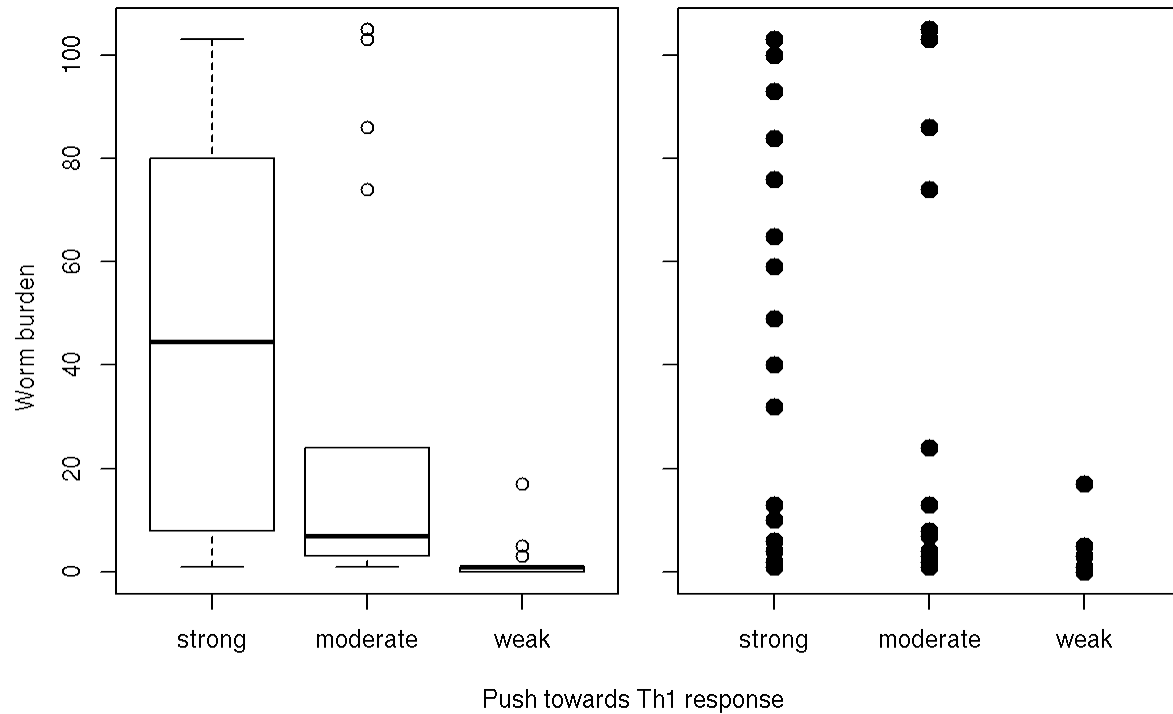 100
80
60
40
20
0
Worm burden
strong moderate weak
strong moderate weak
Push towards Th1 response